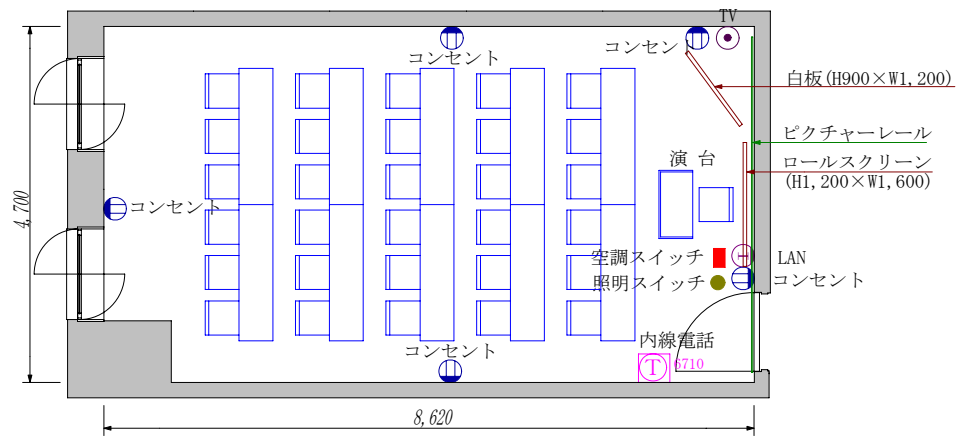 TV
コンセント
コンセン
白板(H900×W1,200)
ピクチャーレール
演 台
ロールスクリーン
(H1,200×W1,600)
4,700
コンセント
空調スイッチ
LAN
照明スイッチ
コンセント
内線電話
コンセント
T
6710
8,620